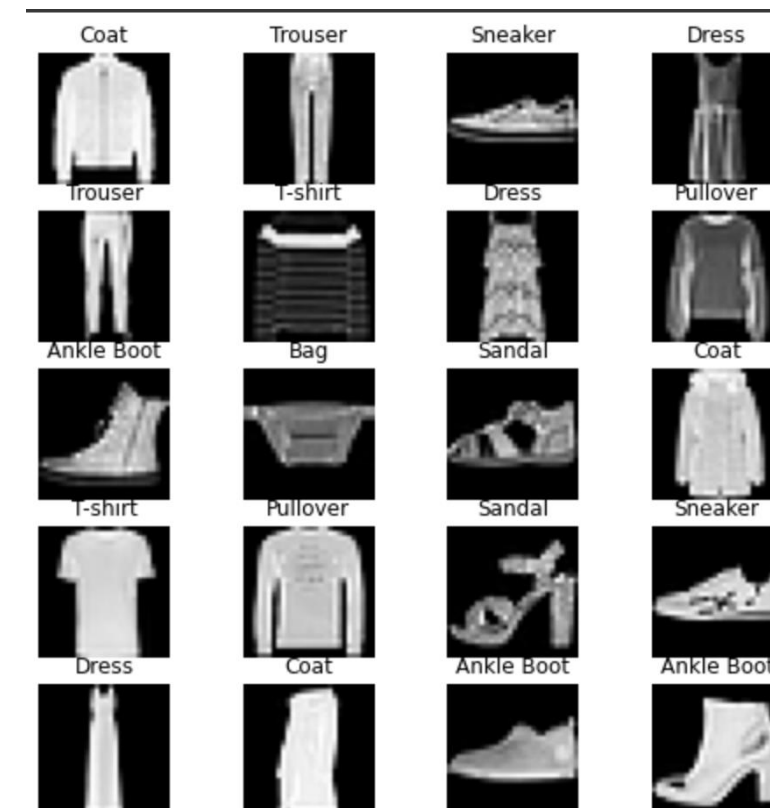 Coat Trouser Sneaker Dress
Trouser T-shirt Dress Pullover
Ankle Boot Bag Sandal Coat
T-shirt Pullover Sandal Sneaker
Dress Coat Ankle Boot Ankle Boot